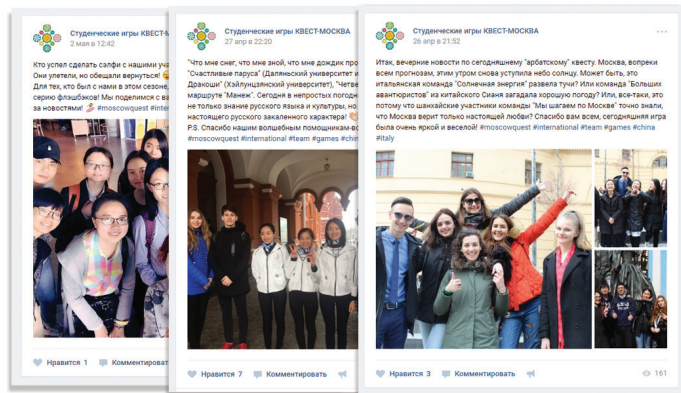 Студенческие игры КВЕСТ-МОСКВА
2 мая в 12:42
Кто успел сделать сэлфи с нашими уча
Они улетели, но обещали вернуться!
Для тех, кто был с нами в этом сезоне,
серию флэшбэков! Мы поделимся с ва
за новостями! #moscowquest #inter
Нравится 1 Комментироват
Студенческие игры КВЕСТ-МОСКВА
27 апр в 22:20
"Что мне снег, что мне зной, что мне дождик про
"Счастливые паруса" (Даляньский университет и
Дракоши" (Хэйлунцзянский университет), "Четве
маршруте "Манеж". Сегодня в непростых погодн
не только знание русского языка и культуры, но
настоящего русского закаленного характера!
P.S. Спасибо нашим волшебным помощникам-во
#moscowquest #international #team #games #chin
Нравится 7 Комментировать
Студенческие игры КВЕСТ-МОСКВА
26 апр в 21:52
Итак, вечерние новости по сегодняшнему "арбатскому" квесту. Москва, вопреки
всем прогнозам, этим утром снова уступила небо солнцу. Может быть, это
итальянская команда "Солнечная энергия" развела тучи? Или команда "Больших
авантюристов" из китайского Сианя загадала хорошую погоду? Или, все-таки, это
потому что шанхайские участники команды "Мы шагаем по Москве" точно знали,
что Москва верит только настоящей любви? Спасибо вам всем, сегодняшняя игра
была очень яркой и веселой! #moscowquest #international #team #games #china
#italy
Нравится 3 Комментировать 161